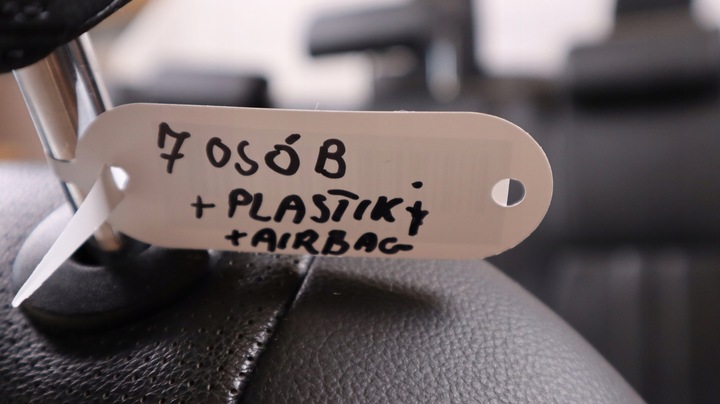 7 OSÓB
+ PLASTIKI
+ AIRBAG